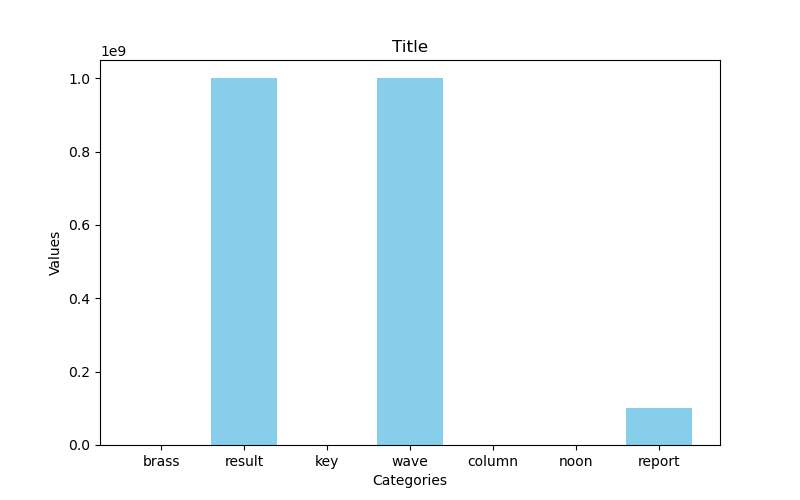 Title
1e9
1.0
0.8
0.6
0.4
0.2
0.0
Values
brass result key wave column noon report
Categories